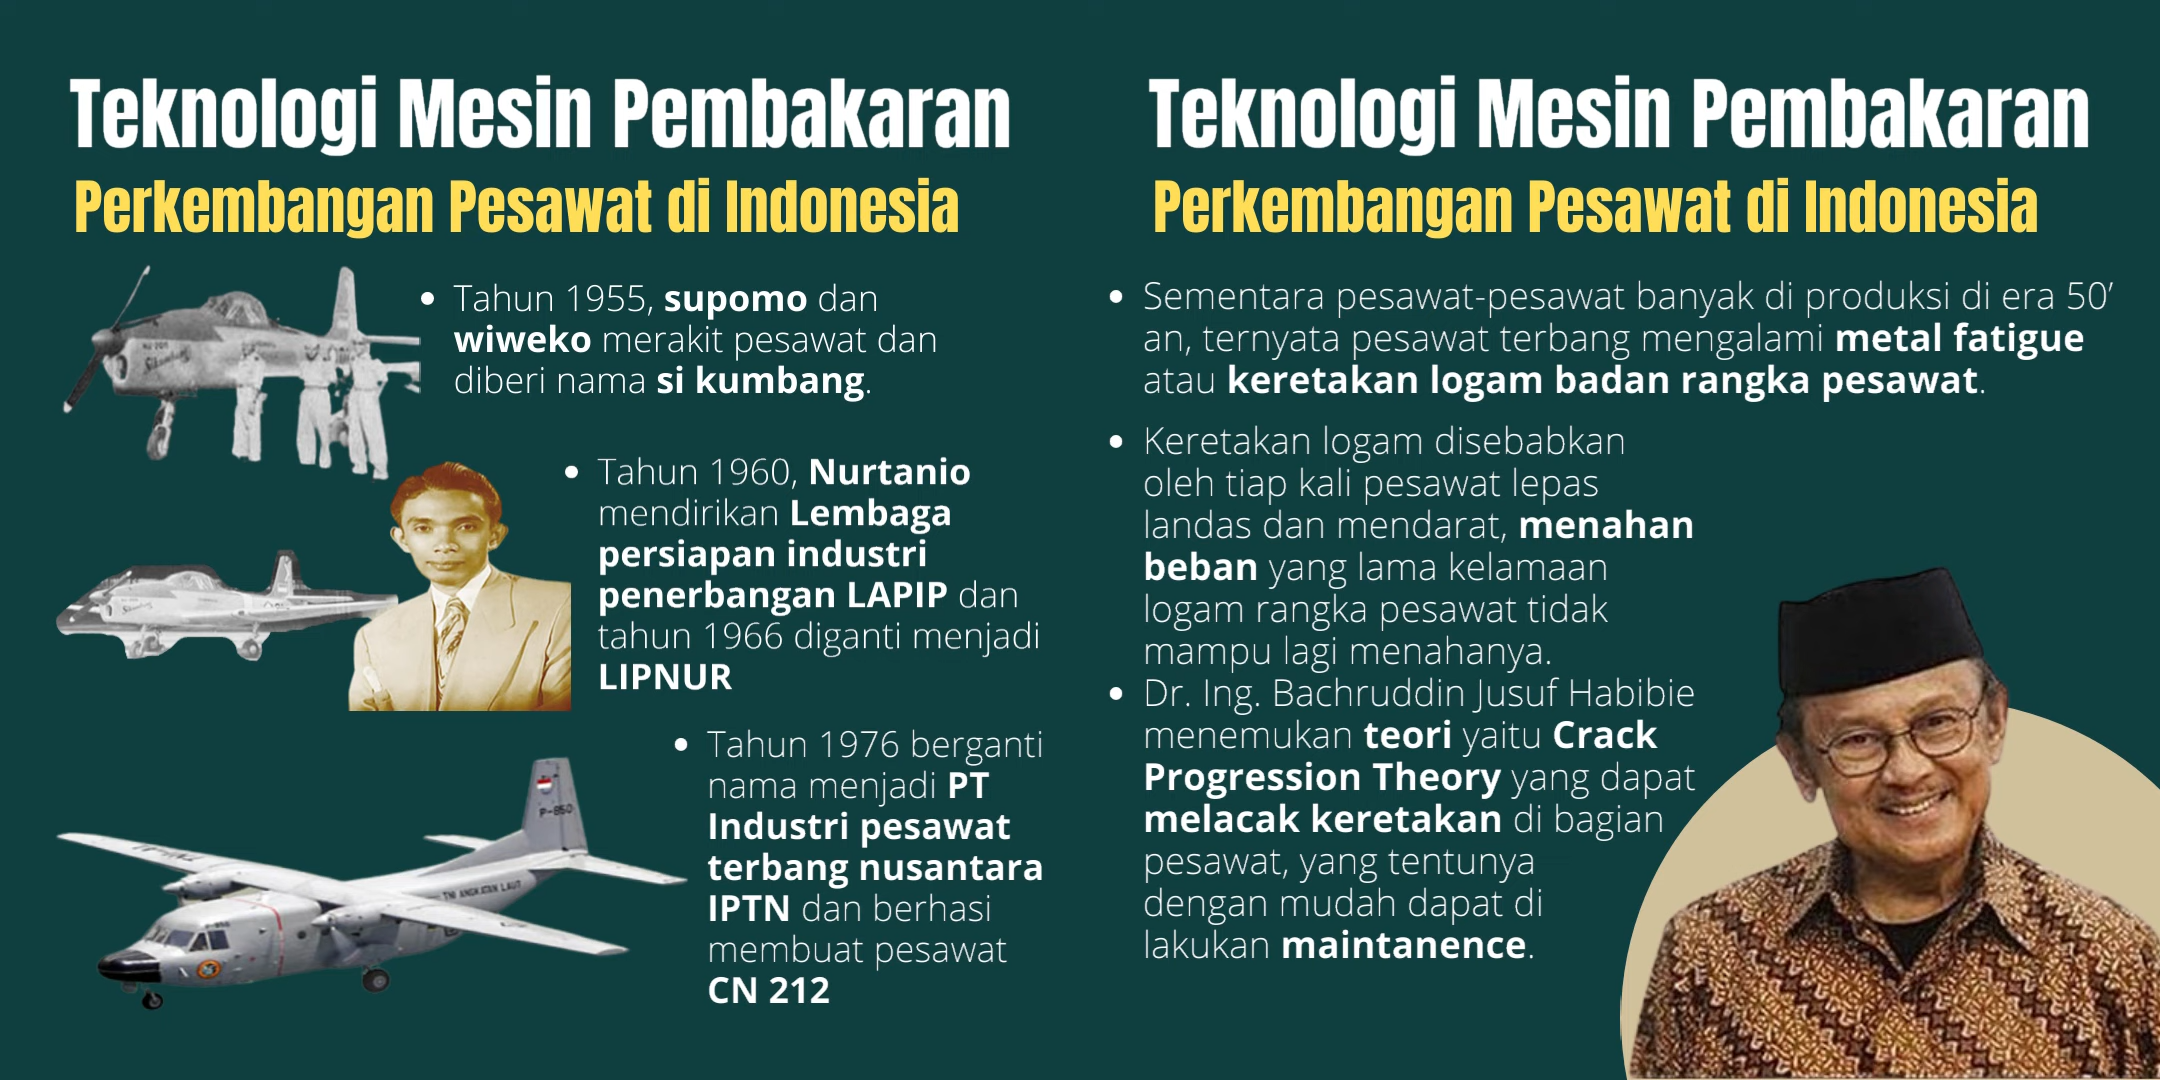 Teknologi Mesin Pembakaran
Perkembangan Pesawat di Indonesia
• Tahun 1955, supomo dan
wiweko merakit pesawat dan
diberi nama si kumbang.
• Tahun 1960, Nurtanio
mendirikan Lembaga
persiapan industri
penerbangan LAPIP dan
tahun 1966 diganti menjadi
LIPNUR
• Tahun 1976 berganti
nama menjadi PT
Industri pesawat
terbang nusantara
IPTN dan berhasi
membuat pesawat
CN 212
P-850
TNI ANGKATAN LAUT
Teknologi Mesin Pembakaran
Perkembangan Pesawat di Indonesia
• Sementara pesawat-pesawat banyak di produksi di era 50’
an, ternyata pesawat terbang mengalami metal fatigue
atau keretakan logam badan rangka pesawat.
• Keretakan logam disebabkan
oleh tiap kali pesawat lepas
landas dan mendarat, menahan
beban yang lama kelamaan
logam rangka pesawat tidak
mampu lagi menahanya.
• Dr. Ing. Bachruddin Jusuf Habibie
menemukan teori yaitu Crack
Progression Theory yang dapat
melacak keretakan di bagian
pesawat, yang tentunya
dengan mudah dapat di
lakukan maintanence.